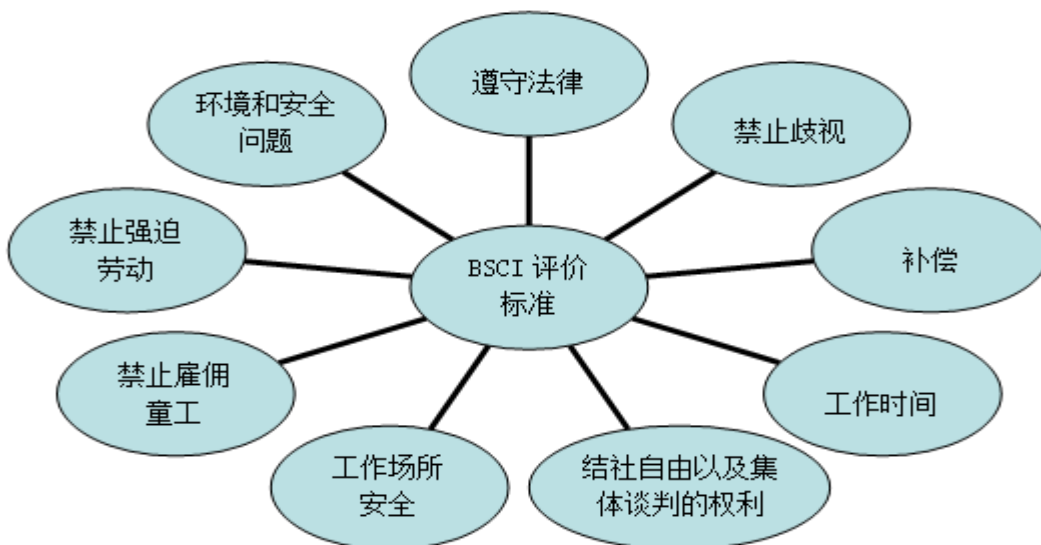 遵守法律
环境和安全
问题
禁止歧视
禁止强迫
劳动
BSCI 评价
标准
补偿
禁止雇佣
童工
工作时间
工作场所
安全
结社自由以及集
体谈判的权利